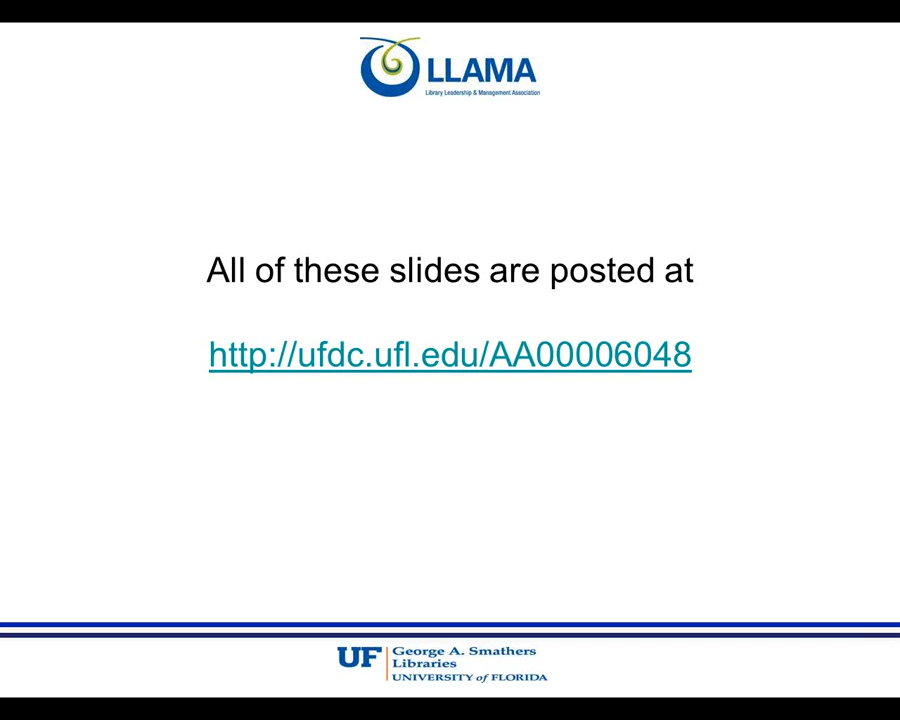 LLAMA
Library Leadership & Management Association
All of these slides are posted at
http://ufdc.ufl.edu/AA00006048
UF
George A. Smathers
Libraries
UNIVERSITY of FLORIDA